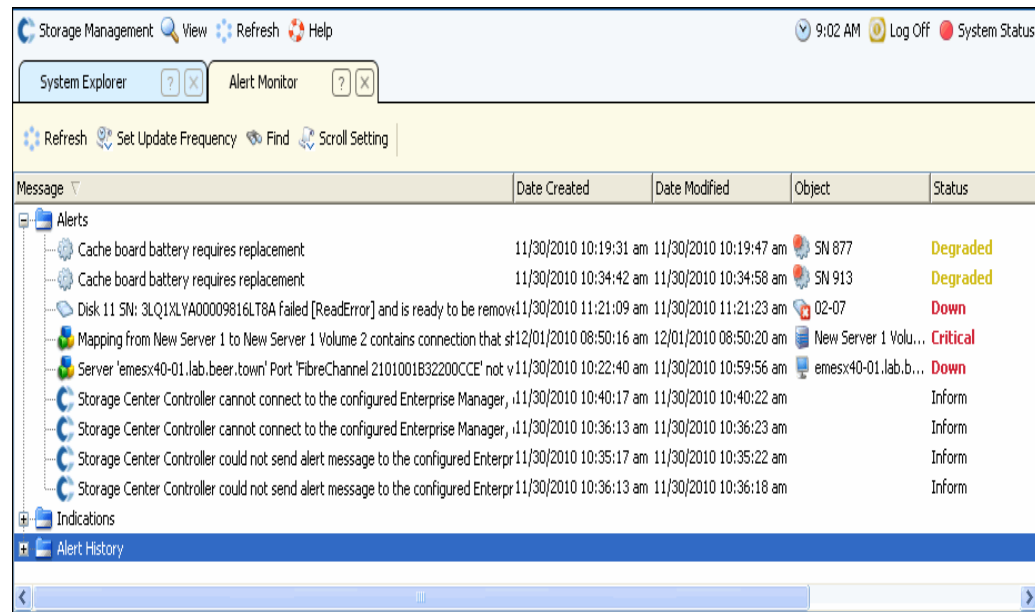 Storage Management View Refresh Help 9:02 AM Log Off System Status
System Explorer ? Alert Monitor ?
Refresh Set Update Frequency Find Scroll Setting
Message Date Created Date Modified Object Status
Alerts
Cache board battery requires replacement 11/30/2010 10:19:31 am 11/30/2010 10:19:47 am SN 877 Degraded
Cache board battery requires replacement 11/30/2010 10:34:42 am 11/30/2010 10:34:58 am SN 913 Degraded
Disk 11 SN: 3LQ1XLYA00009816LT8A failed [ReadError] and is ready to be remove 11/30/2010 11:21:09 am 11/30/2010 11:21:23 am 02-07 Down
Mapping from New Server 1 to New Server 1 Volume 2 contains connection that sh 12/01/2010 08:50:16 am 12/01/2010 08:50:20 am New Server 1 Volu... Critical
Server 'emesx40-01.lab.beer.town' Port 'FibreChannel 2101001B32200CCE' not v 11/30/2010 10:22:40 am 11/30/2010 10:59:56 am emesx40-01.lab.b... Down
Storage Center Controller cannot connect to the configured Enterprise Manager, 11/30/2010 10:40:17 am 11/30/2010 10:40:22 am Inform
Storage Center Controller cannot connect to the configured Enterprise Manager, 11/30/2010 10:36:13 am 11/30/2010 10:36:23 am Inform
Storage Center Controller could not send alert message to the configured Enterpr 11/30/2010 10:35:17 am 11/30/2010 10:35:22 am Inform
Storage Center Controller could not send alert message to the configured Enterpr 11/30/2010 10:36:13 am 11/30/2010 10:36:18 am Inform
Indications
Alert History